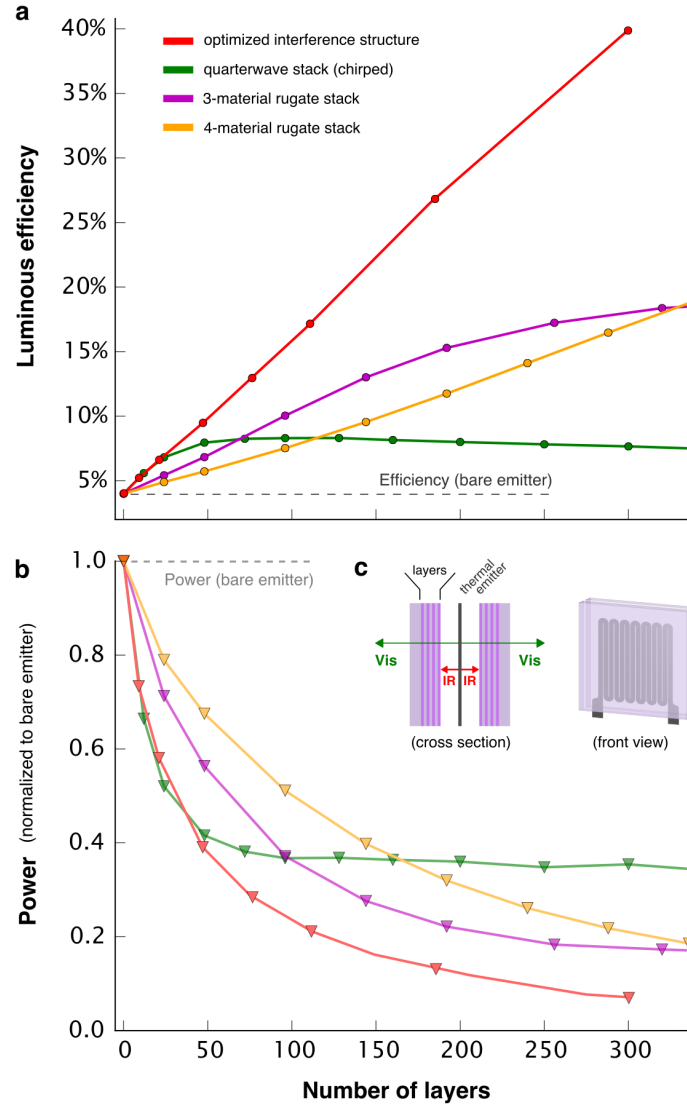 a
40%
35%
30%
25%
20%
15%
10%
5%
Luminous efficiency
optimized interference structure
quarterwave stack (chirped)
3-material rugate stack
4-material rugate stack
Efficiency (bare emitter)
b
1.0
0.8
0.6
0.4
0.2
0.0
Power (normalized to bare emitter)
Power (bare emitter)
c
layers
thermal
emitter
Vis
IR
IR
Vis
(cross section)
(front view)
0
50
100
150
200
250
300
Number of layers